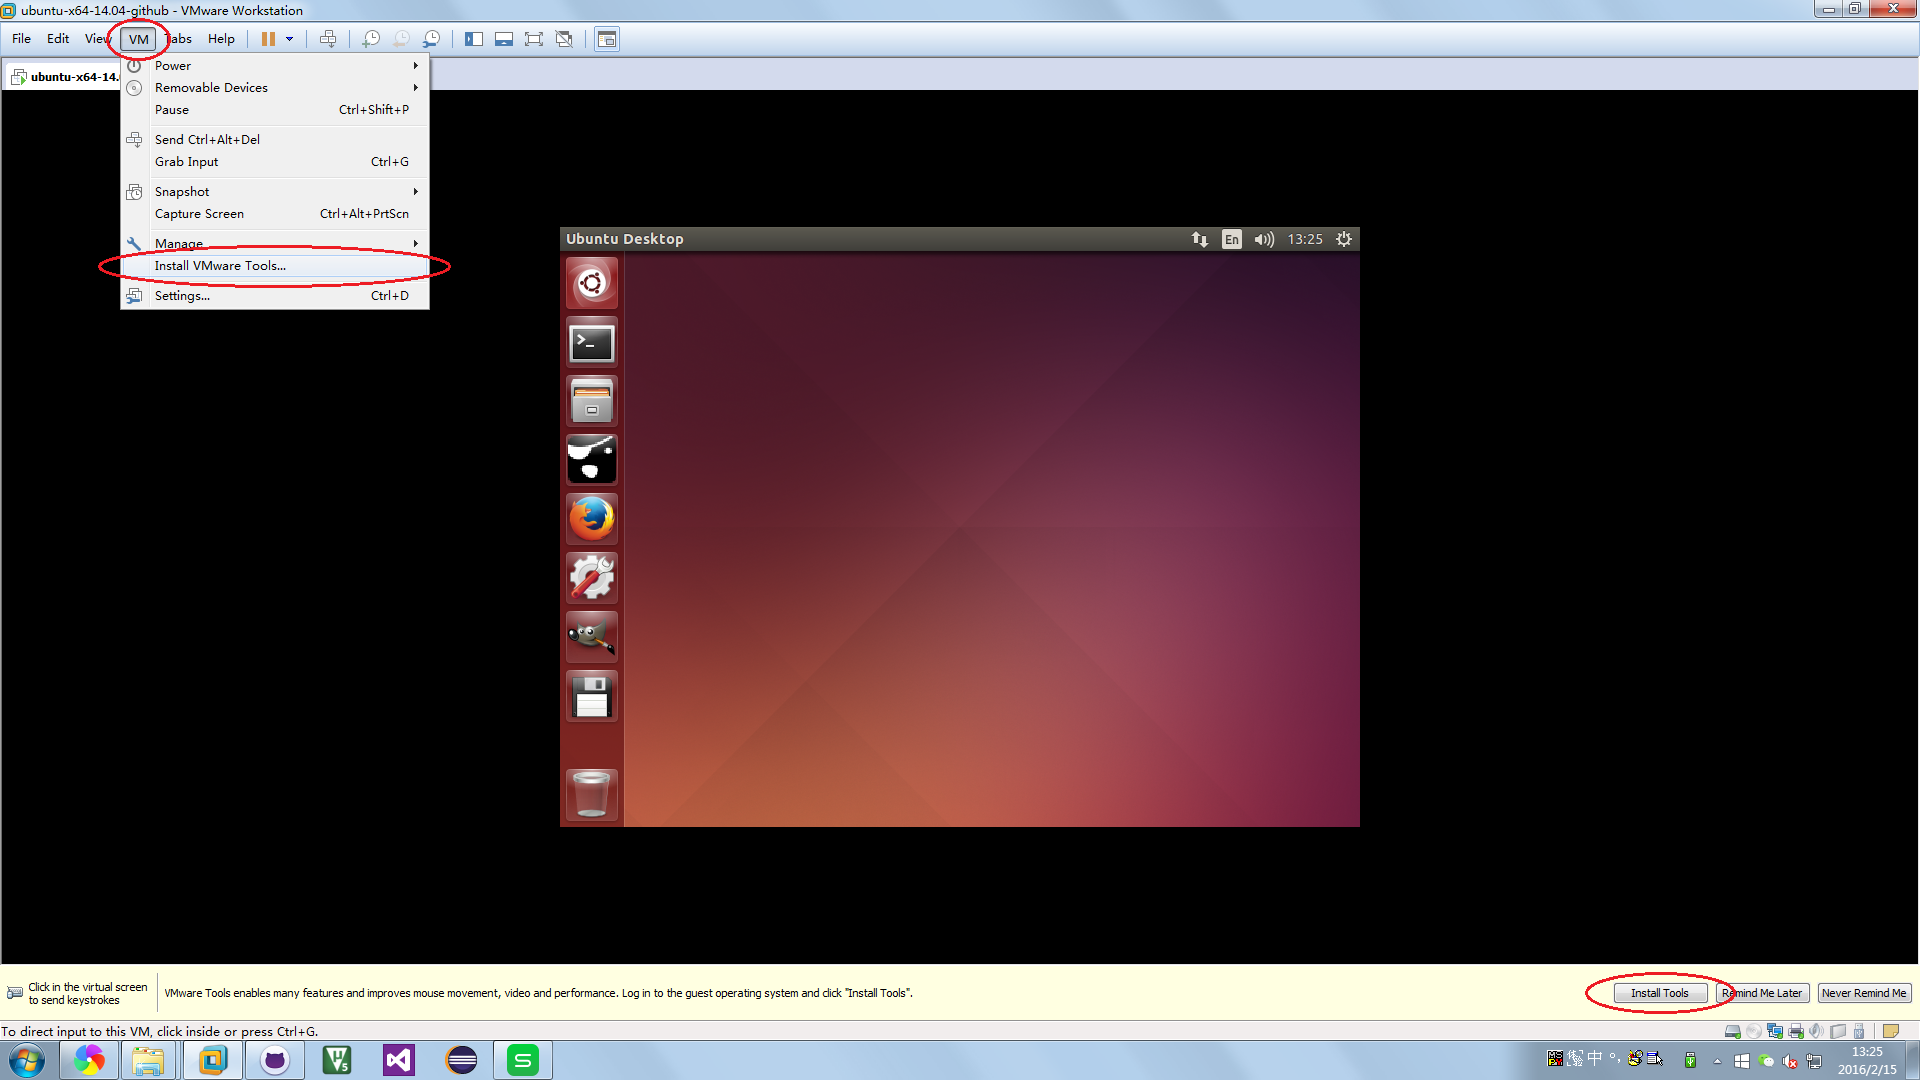 ubuntu-x64-14.04-github - VMware Workstation
File Edit View VM Tabs Help
ubuntu-x64-14.
Power
Removable Devices
Pause Ctrl+Shift+P
Send Ctrl+Alt+Del
Grab Input Ctrl+G
Snapshot
Capture Screen Ctrl+Alt+PrtScn
Manage
Install VMware Tools...
Settings... Ctrl+D
Ubuntu Desktop En 13:25
Click in the virtual screen
to send keystrokes
VMware Tools enables many features and improves mouse movement, video and performance. Log in to the guest operating system and click "Install Tools".
Install Tools Remind Me Later Never Remind Me
To direct input to this VM, click inside or press Ctrl+G.
中
13:25
2016/2/15